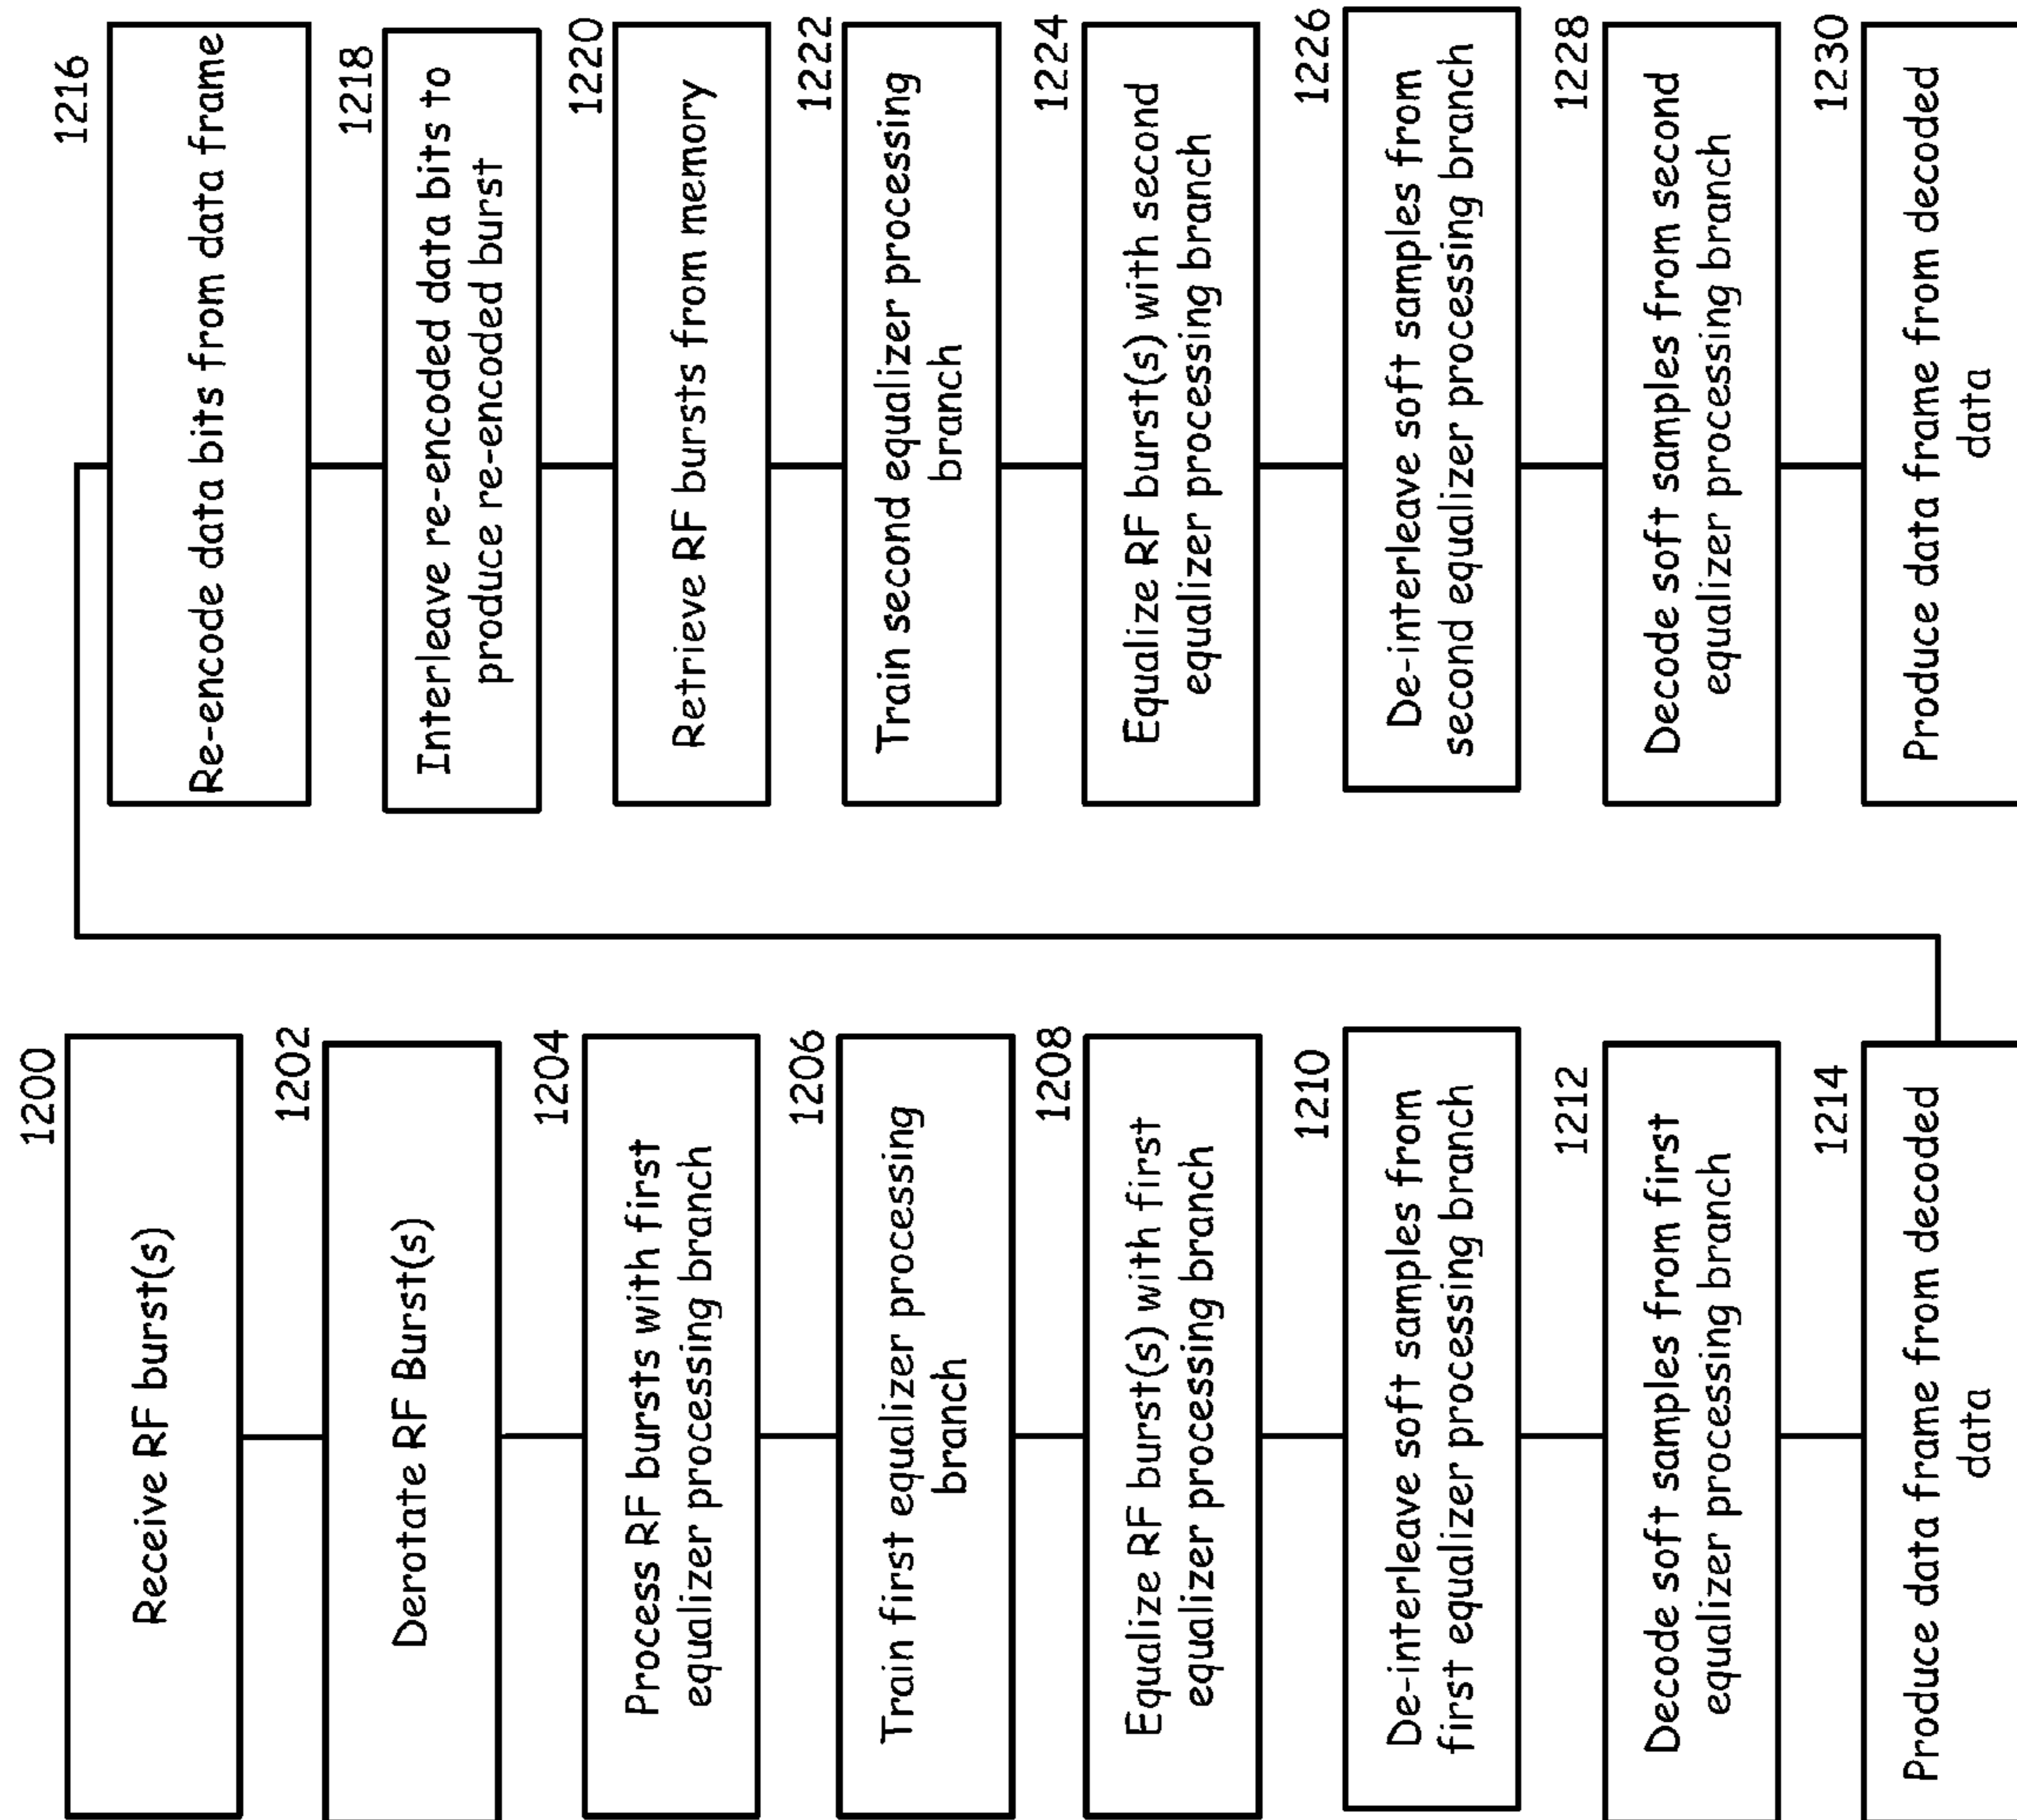 1200
Receive RF burst(s)
1202
Derotate RF Burst(s)
1204
Process RF bursts with first
equalizer processing branch
1206
Train first equalizer processing
branch
1208
Equalize RF burst(s) with first
equalizer processing branch
1210
De-interleave soft samples from
first equalizer process branch
1212
Decode soft samples from first
equalizer processing branch
1214
Produce data frame from decoded
data
1216
Re-encode data bits from data frame
1218
Interleave re-encoded data bits to
produce re-encoded burst
1220
Retrieve RF bursts from memory
1222
Train second equalizer processing
branch
1224
Equalize RF burst(s) with second
equalizer processing branch
1226
De-interleave soft samples from
second equalizer processing branch
1228
Decode soft samples from second
equalizer processing branch
1230
Produce data frame from decoded
data